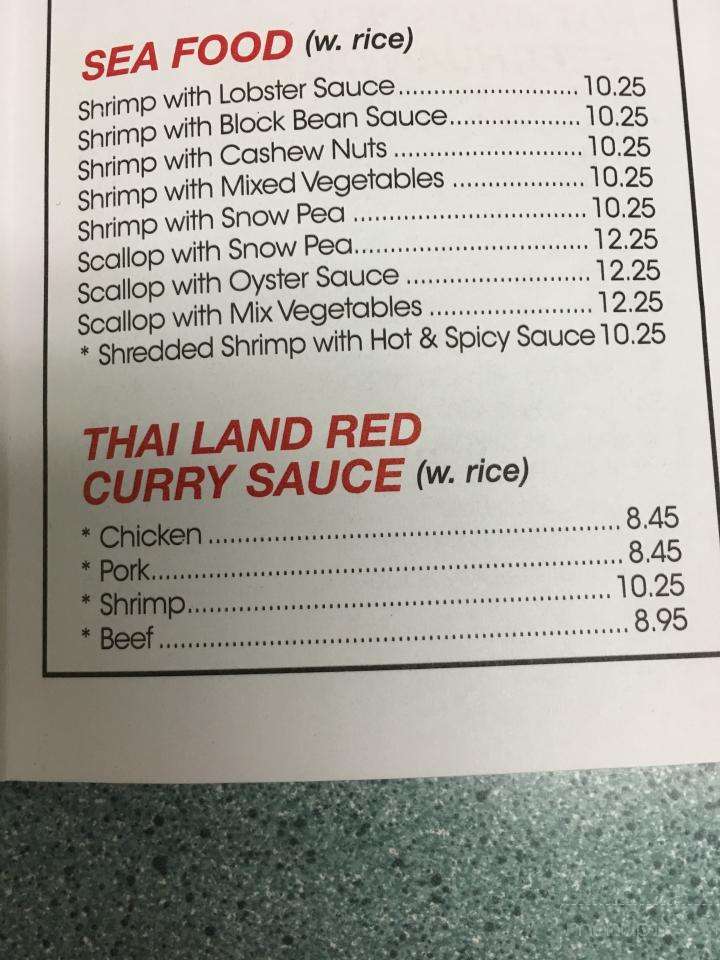 SEA FOOD (w. rice)
Shrimp with Lobster Sauce.......................... 10.25
Shrimp with Block Bean Sauce................... 10.25
Shrimp with Cashew Nuts ........................... 10.25
Shrimp with Mixed Vegetables ................... 10.25
Shrimp with Snow Pea ................................. 10.25
Scallop with Snow Pea................................. 12.25
Scallop with Oyster Sauce .......................... 12.25
Scallop with Mix Vegetables ....................... 12.25
* Shredded Shrimp with Hot & Spicy Sauce 10.25
THAI LAND RED
CURRY SAUCE (w. rice)
* Chicken ........................................................... 8.45
* Pork.................................................................. 8.45
* Shrimp............................................................ 10.25
* Beef ................................................................. 8.95